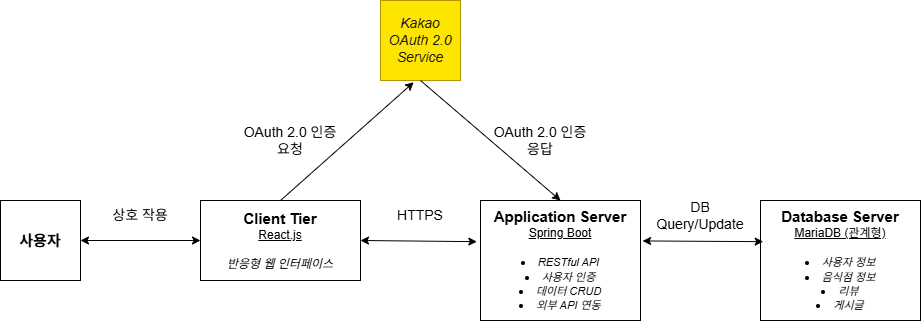 Kakao
OAuth 2.0
Service
OAuth 2.0 인증
요청
OAuth 2.0 인증
응답
사용자
상호 작용
Client Tier
React.js
반응형 웹 인터페이스
HTTPS
Application Server
Spring Boot
• RESTful API
• 사용자 인증
• 데이터 CRUD
• 외부 API 연동
DB
Query/Update
Database Server
MariaDB (관계형)
• 사용자 정보
• 음식점 정보
• 리뷰
• 게시글